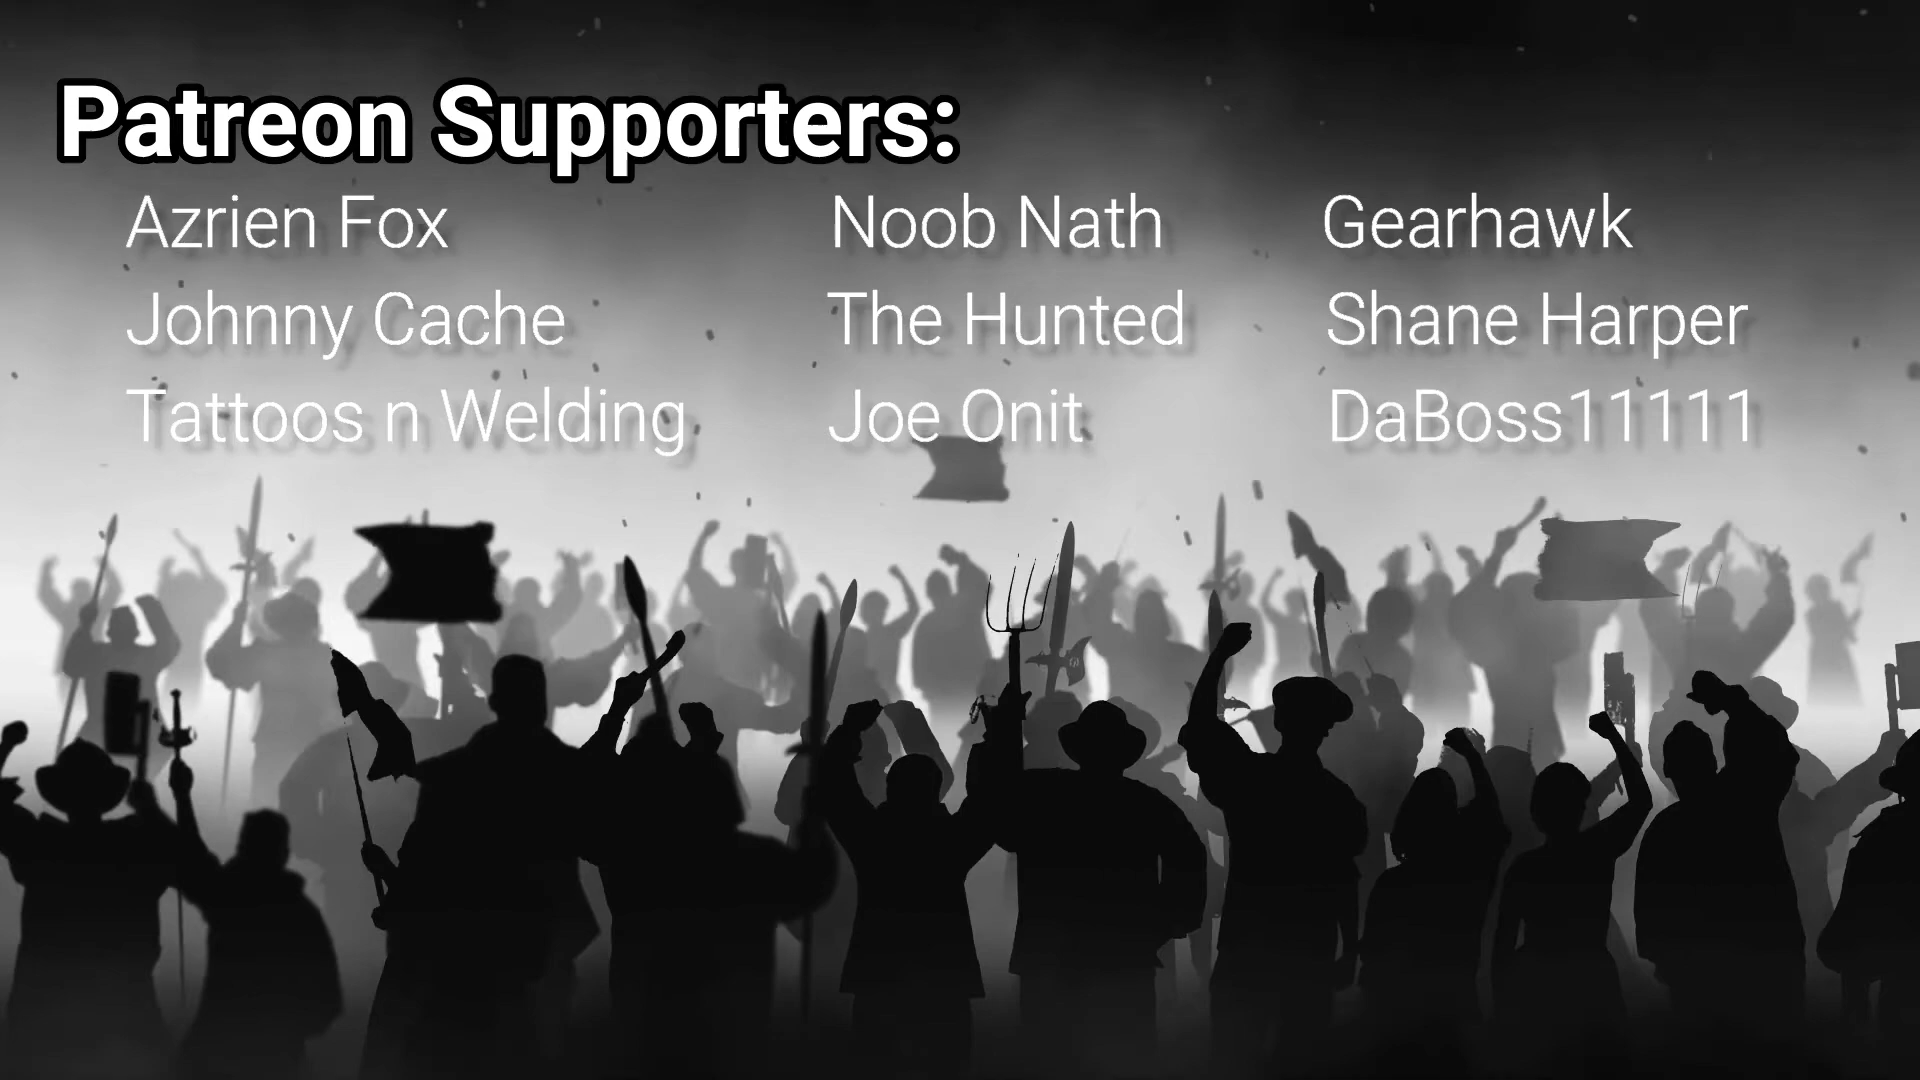 Patreon Supporters:
Azrien Fox
Noob Nath
Gearhawk
Johnny Cache
The Hunted
Shane Harper
Tattoos n Welding
Joe Onit
DaBoss11111